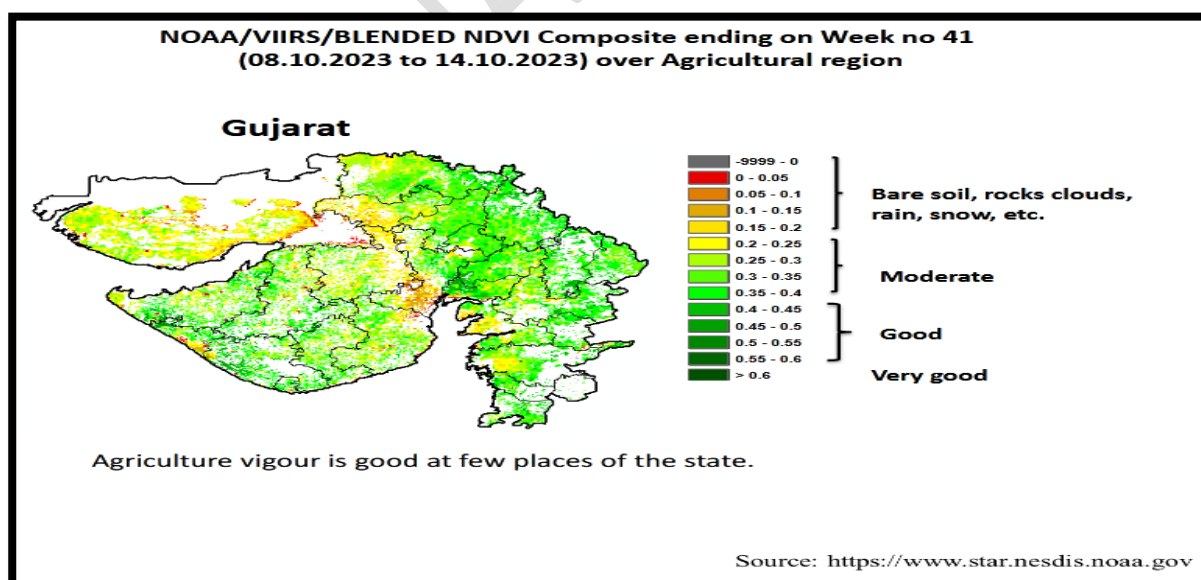 NOAA/VIIRS/BLENDED NDVI Composite ending on Week no 41
(08.10.2023 to 14.10.2023) over Agricultural region
Gujarat
-9999 - 0
0 - 0.05
0.05 - 0.1
0.1 - 0.15
0.15 - 0.2
0.2 - 0.25
0.25 - 0.3
0.3 - 0.35
0.35 - 0.4
0.4 - 0.45
0.45 - 0.5
0.5 - 0.55
0.55 - 0.6
> 0.6
Bare soil, rocks clouds,
rain, snow, etc.
Moderate
Good
Very good
Agriculture vigour is good at few places of the state.
Source: https://www.star.nesdis.noaa.gov